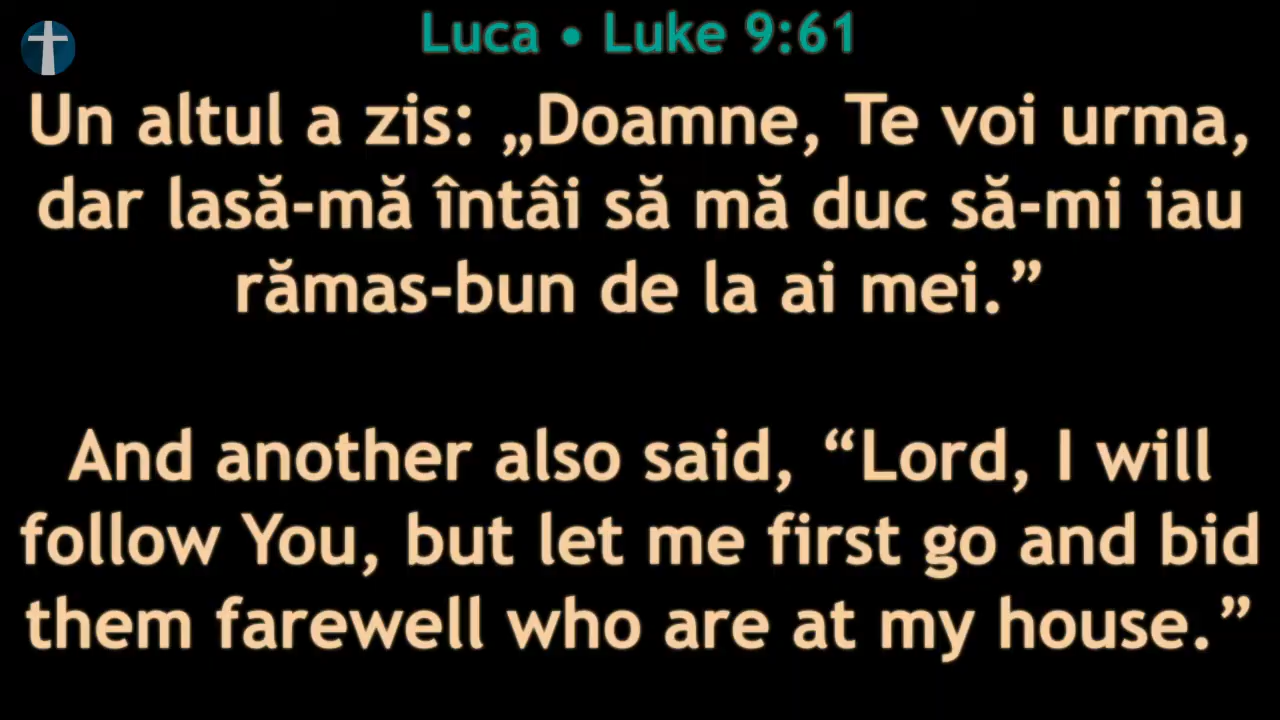 Luca • Luke 9:61
Un altul a zis: „Doamne, Te voi urma,
dar lasă-mă întâi să mă duc să-mi iau
rămas-bun de la ai mei.”
And another also said, “Lord, I will
follow You, but let me first go and bid
them farewell who are at my house.”